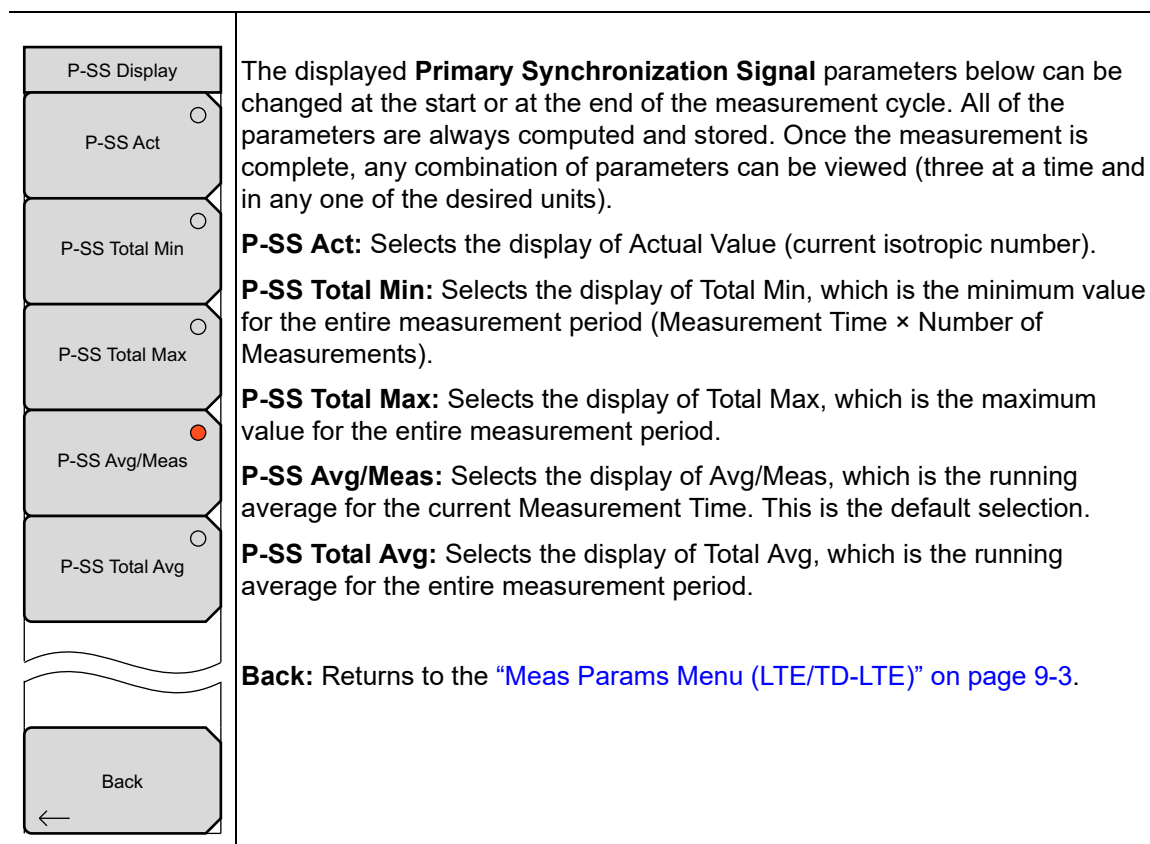 P-SS Display
P-SS Act
P-SS Total Min
P-SS Total Max
P-SS Avg/Meas
P-SS Total Avg
Back
The displayed Primary Synchronization Signal parameters below can be
changed at the start or at the end of the measurement cycle. All of the
parameters are always computed and stored. Once the measurement is
complete, any combination of parameters can be viewed (three at a time and
in any one of the desired units).
P-SS Act: Selects the display of Actual Value (current isotropic number).
P-SS Total Min: Selects the display of Total Min, which is the minimum value
for the entire measurement period (Measurement Time × Number of
Measurements).
P-SS Total Max: Selects the display of Total Max, which is the maximum
value for the entire measurement period.
P-SS Avg/Meas: Selects the display of Avg/Meas, which is the running
average for the current Measurement Time. This is the default selection.
P-SS Total Avg: Selects the display of Total Avg, which is the running
average for the entire measurement period.
Back: Returns to the “Meas Params Menu (LTE/TD-LTE)” on page 9-3.